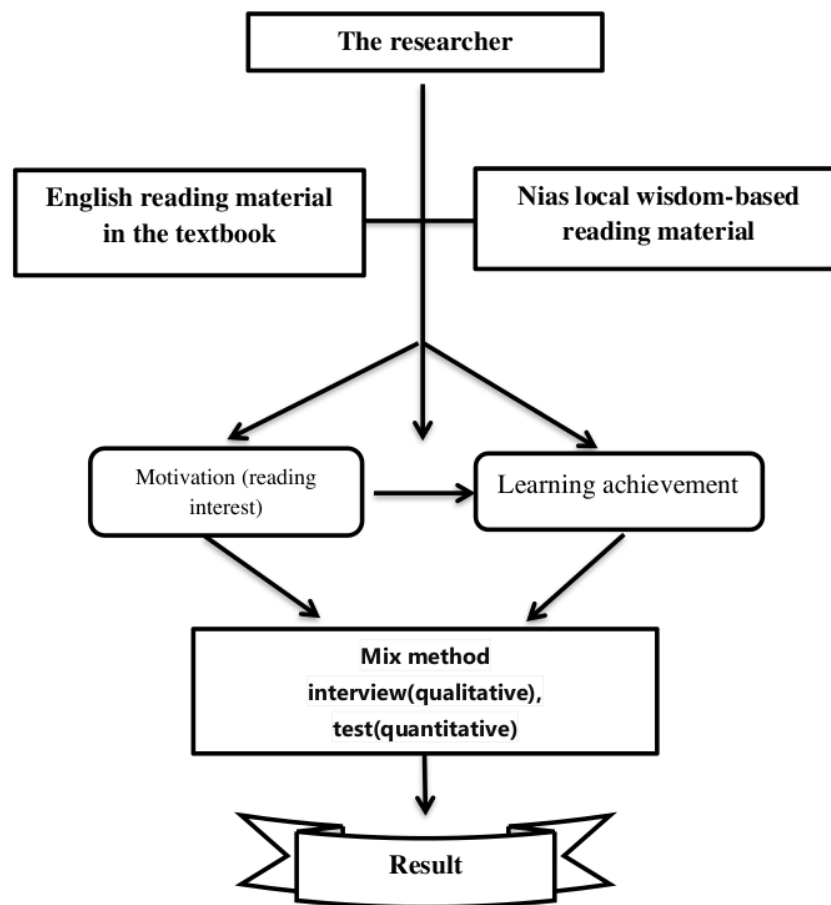 The researcher
English reading material
in the textbook
Nias local wisdom-based
reading material
Motivation (reading
interest)
Learning achievement
Mix method
interview(qualitative),
test(quantitative)
Result